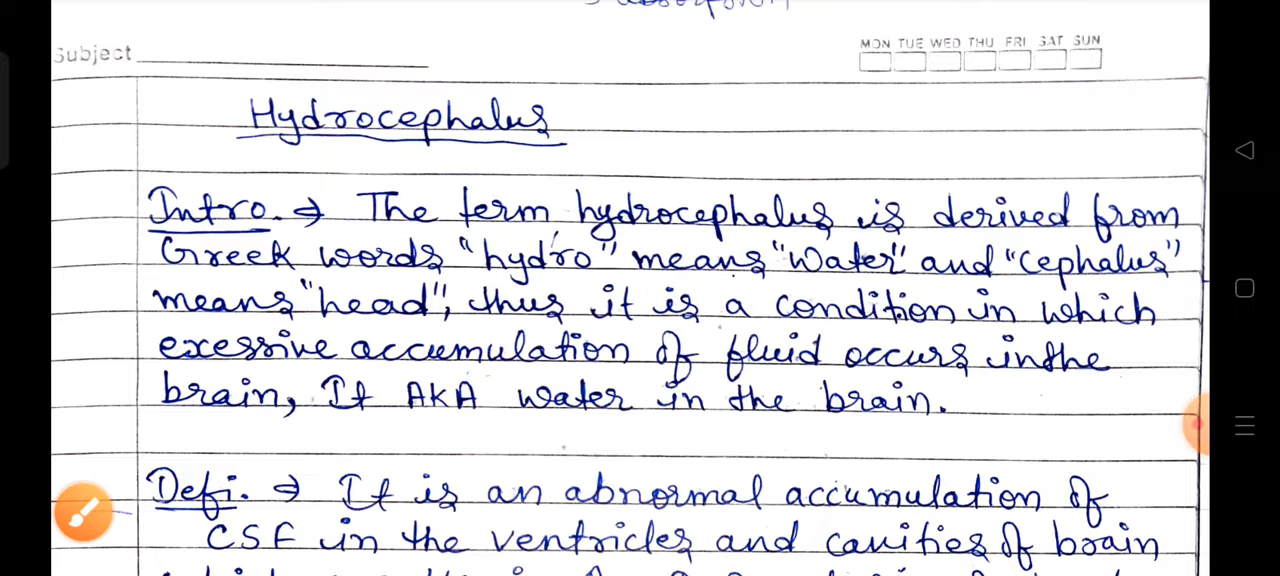 Subject
MON TUE WED THU FRI SAT SUN
Hydrocephalus
Intro. → The term hydrocephalus is derived from
Greek words "hydro" means "Water" and "cephalus"
means "head", thus it is a condition in which
excessive accumulation of fluid occurs in the
brain, It AKA water in the brain.
Defi. → It is an abnormal accumulation of
CSF in the ventricles and cavities of brain